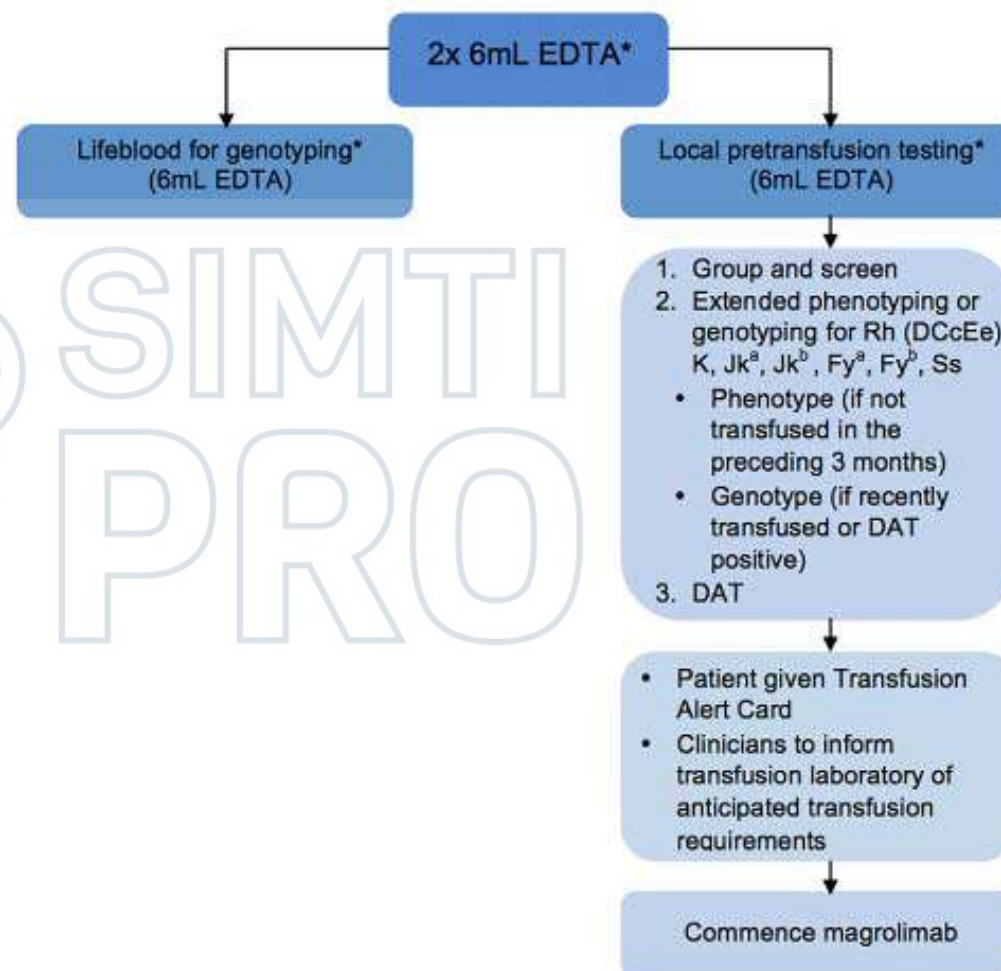 2x 6mL EDTA*
Lifeblood for genotyping*
(6mL EDTA)
Local pretransfusion testing*
(6mL EDTA)
1. Group and screen
2. Extended phenotyping or
genotyping for Rh (DCcEe)
K, Jkᵃ, Jkᵇ, Fyᵃ, Fyᵇ, Ss
• Phenotype (if not
transfused in the
preceding 3 months)
• Genotype (if recently
transfused or DAT
positive)
3. DAT
• Patient given Transfusion
Alert Card
• Clinicians to inform
transfusion laboratory of
anticipated transfusion
requirements
Commence magrolimab
SIMTI
PRO